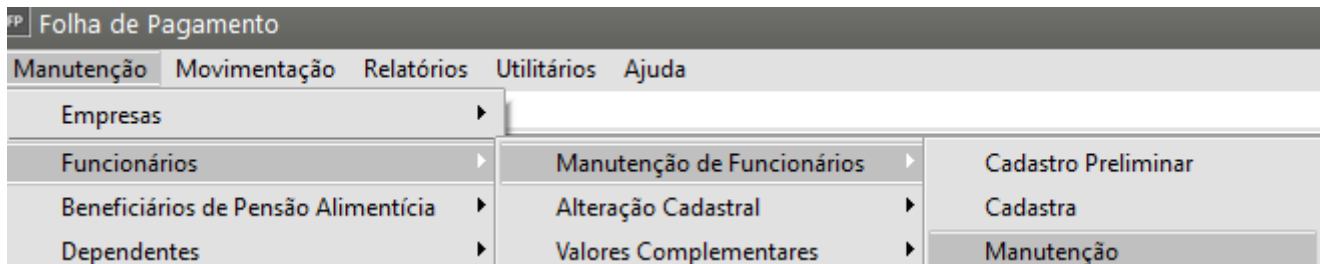 FP Folha de Pagamento
Manutenção Movimentação Relatórios Utilitários Ajuda
Empresas
Funcionários Manutenção de Funcionários Cadastro Preliminar
Beneficiários de Pensão Alimentícia Alteração Cadastral Cadastra
Dependentes Valores Complementares Manutenção